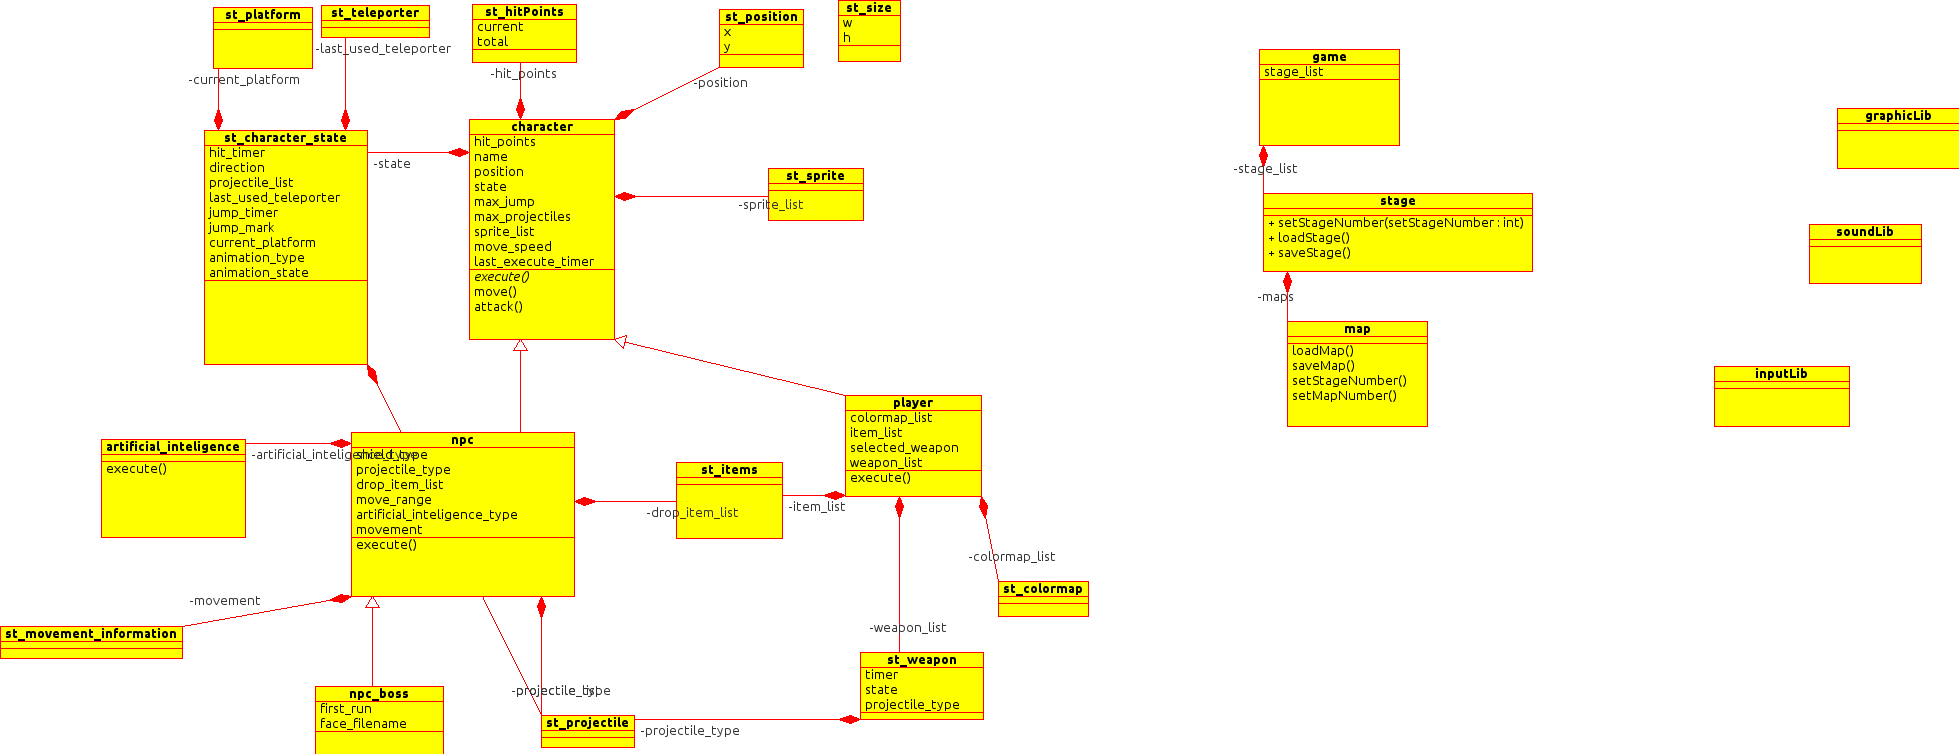 st_platform
st_teleporter
-last_used_teleporter
-current_platform
st_hitPoints
current
total
-hit_points
st_position
x
y
-position
st_size
w
h
st_character_state
hit_timer
direction
projectile_list
last_used_teleporter
jump_timer
jump_mark
current_platform
animation_type
animation_state
-state
character
hit_points
name
position
state
max_jump
max_projectiles
sprite_list
move_speed
last_execute_timer
execute()
move()
attack()
st_sprite
-sprite_list
game
stage_list
-stage_list
stage
+ setStageNumber(setStageNumber : int)
+ loadStage()
+ saveStage()
-maps
map
loadMap()
saveMap()
setStageNumber()
setMapNumber()
graphicLib
soundLib
inputLib
player
colormap_list
item_list
selected_weapon
weapon_list
execute()
artificial_inteligence
execute()
-artificial_inteligence_type
npc
shield_type
projectile_type
drop_item_list
move_range
artificial_inteligence_type
movement
execute()
st_items
-drop_item_list
-item_list
-colormap_list
st_colormap
-movement
st_movement_information
-weapon_list
st_weapon
timer
state
projectile_type
npc_boss
first_run
face_filename
-projectile_type
-projectile_list
st_projectile
-projectile_type